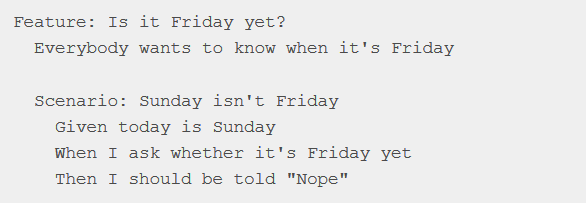 Feature: Is it Friday yet?
Everybody wants to know when it's Friday
Scenario: Sunday isn't Friday
Given today is Sunday
When I ask whether it's Friday yet
Then I should be told "Nope"